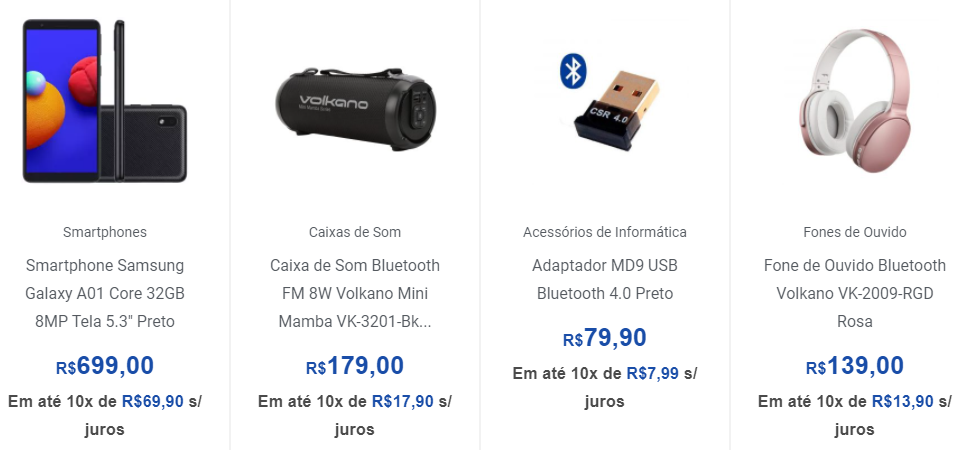 volkano
CSR 4.0
Smartphones
Smartphone Samsung
Galaxy A01 Core 32GB
8MP Tela 5.3" Preto
R$699,00
Em até 10x de R$69,90 s/
juros
Caixas de Som
Caixa de Som Bluetooth
FM 8W Volkano Mini
Mamba VK-3201-Bk...
R$179,00
Em até 10x de R$17,90 s/
juros
Acessórios de Informática
Adaptador MD9 USB
Bluetooth 4.0 Preto
R$79,90
Em até 10x de R$7,99 s/
juros
Fones de Ouvido
Fone de Ouvido Bluetooth
Volkano VK-2009-RGD
Rosa
R$139,00
Em até 10x de R$13,90 s/
juros